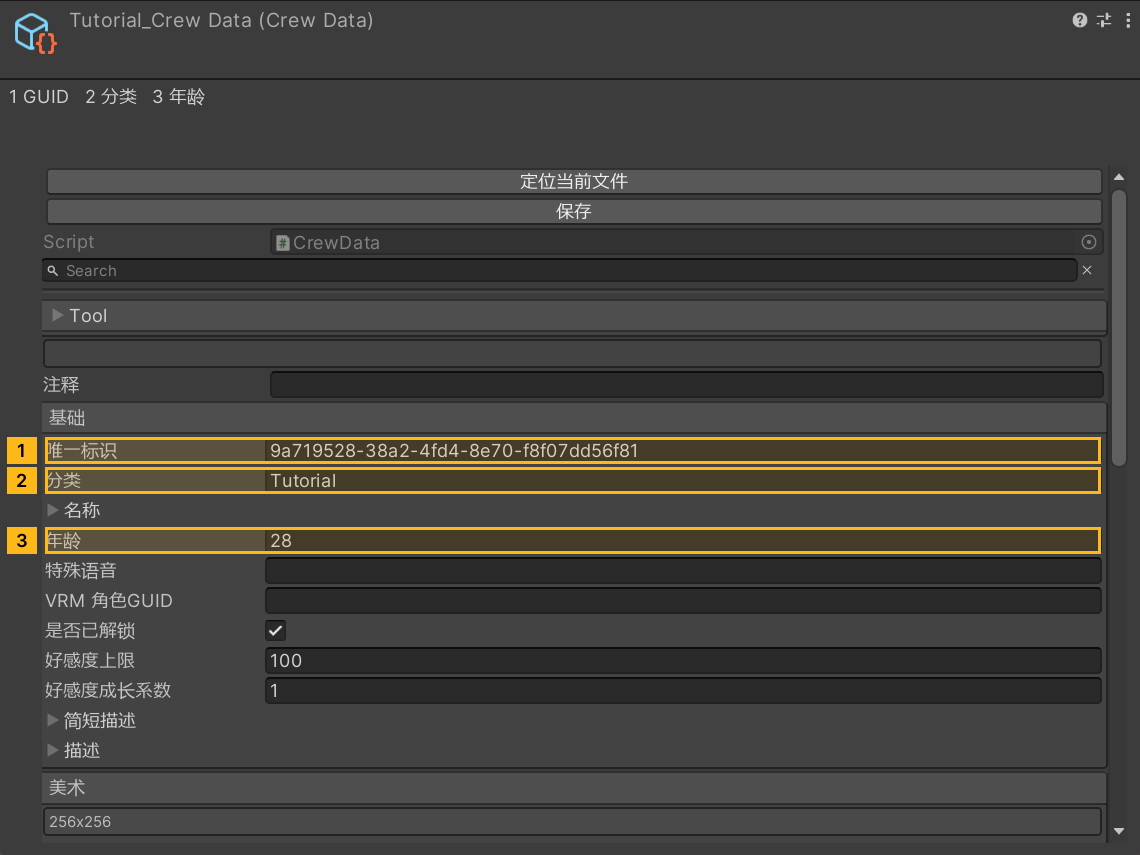 Tutorial_Crew Data (Crew Data)
1 GUID 2 分类 3 年龄
定位当前文件
保存
Script CrewData
Search
Tool
注释
基础
1 唯一标识 9a719528-38a2-4fd4-8e70-f8f07dd56f81
2 分类 Tutorial
名称
3 年龄 28
特殊语音
VRM 角色GUID
是否已解锁
好感度上限 100
好感度成长系数 1
简短描述
描述
美术
256x256